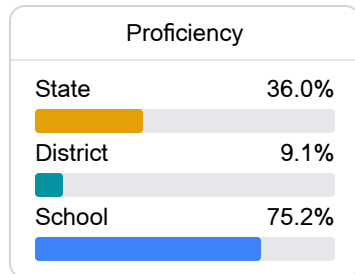 Proficiency
State 36.0%
District 9.1%
School 75.2%